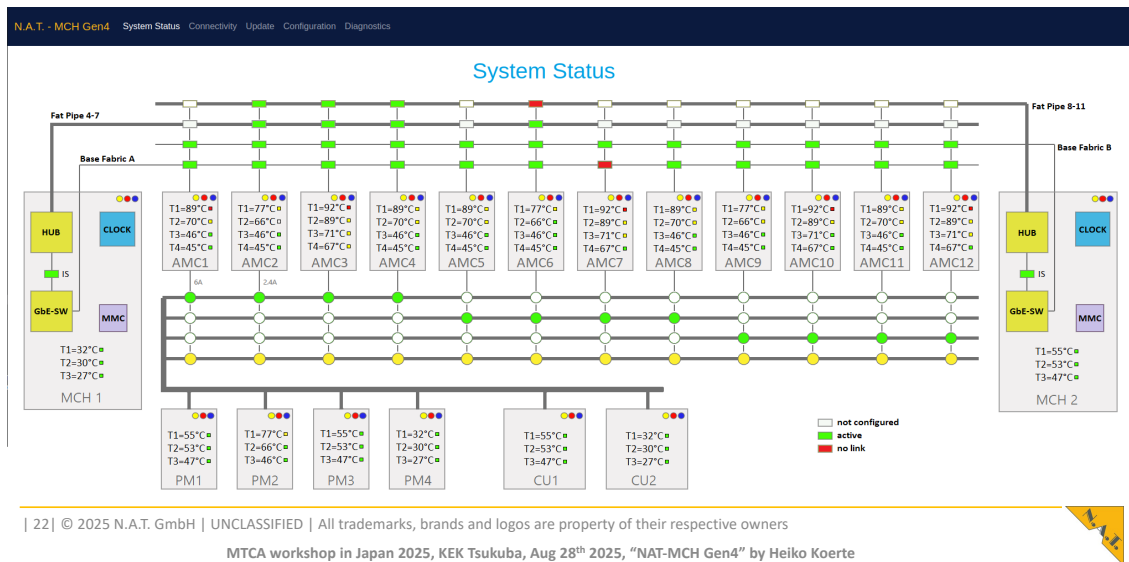 N.A.T. - MCH Gen4 System Status Connectivity Update Configuration Diagnostics
System Status
Fat Pipe 8-11
Fat Pipe 4-7
Base Fabric B
Base Fabric A
HUB
CLOCK
IS
GbE-SW
MMC
T1=32°C
T2=30°C
T3=27°C
MCH 1
T1=89°C
T2=70°C
T3=46°C
T4=45°C
AMC1
T1=77°C
T2=66°C
T3=46°C
T4=45°C
AMC2
T1=92°C
T2=89°C
T3=71°C
T4=67°C
AMC3
T1=89°C
T2=70°C
T3=46°C
T4=45°C
AMC4
T1=89°C
T2=70°C
T3=46°C
T4=45°C
AMC5
T1=77°C
T2=66°C
T3=46°C
T4=45°C
AMC6
T1=92°C
T2=89°C
T3=71°C
T4=67°C
AMC7
T1=89°C
T2=70°C
T3=46°C
T4=45°C
AMC8
T1=77°C
T2=66°C
T3=46°C
T4=45°C
AMC9
T1=92°C
T2=89°C
T3=71°C
T4=67°C
AMC10
T1=89°C
T2=70°C
T3=46°C
T4=45°C
AMC11
T1=92°C
T2=89°C
T3=71°C
T4=67°C
AMC12
HUB
CLOCK
IS
GbE-SW
MMC
T1=55°C
T2=53°C
T3=47°C
MCH 2
6A
2.4A
T1=55°C
T2=53°C
T3=47°C
PM1
T1=77°C
T2=66°C
T3=46°C
PM2
T1=55°C
T2=53°C
T3=47°C
PM3
T1=32°C
T2=30°C
T3=27°C
PM4
T1=55°C
T2=53°C
T3=47°C
CU1
T1=32°C
T2=30°C
T3=27°C
CU2
not configured
active
no link
| 22| © 2025 N.A.T. GmbH | UNCLASSIFIED | All trademarks, brands and logos are property of their respective owners
MTCA workshop in Japan 2025, KEK Tsukuba, Aug 28th 2025, “NAT-MCH Gen4” by Heiko Koerte
N.A.T.